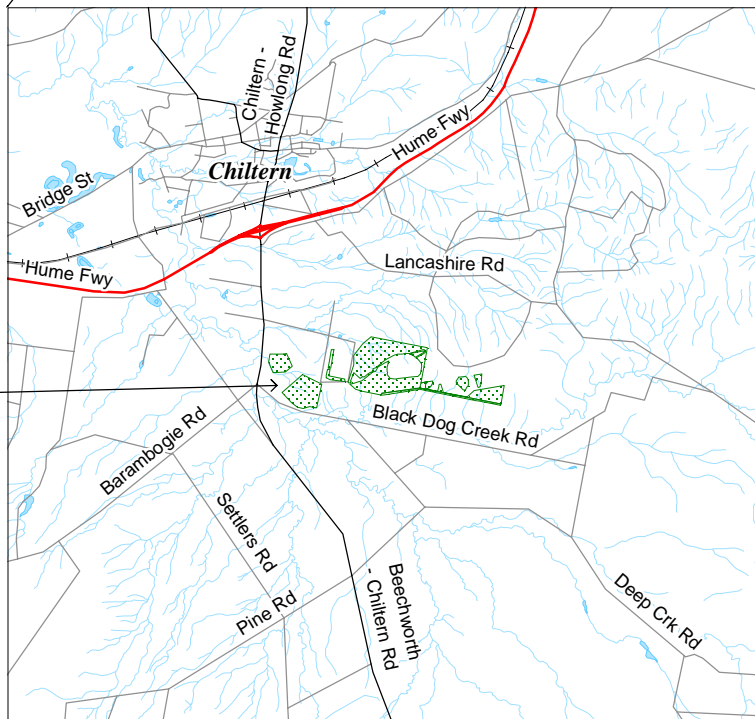 Chiltern -
Howlong Rd
Hume Fwy
Chiltern
Bridge St
Hume Fwy
Lancashire Rd
Black Dog Creek Rd
Barambogie Rd
Settlers Rd
Pine Rd
Beechworth
- Chiltern Rd
Deep Crk Rd